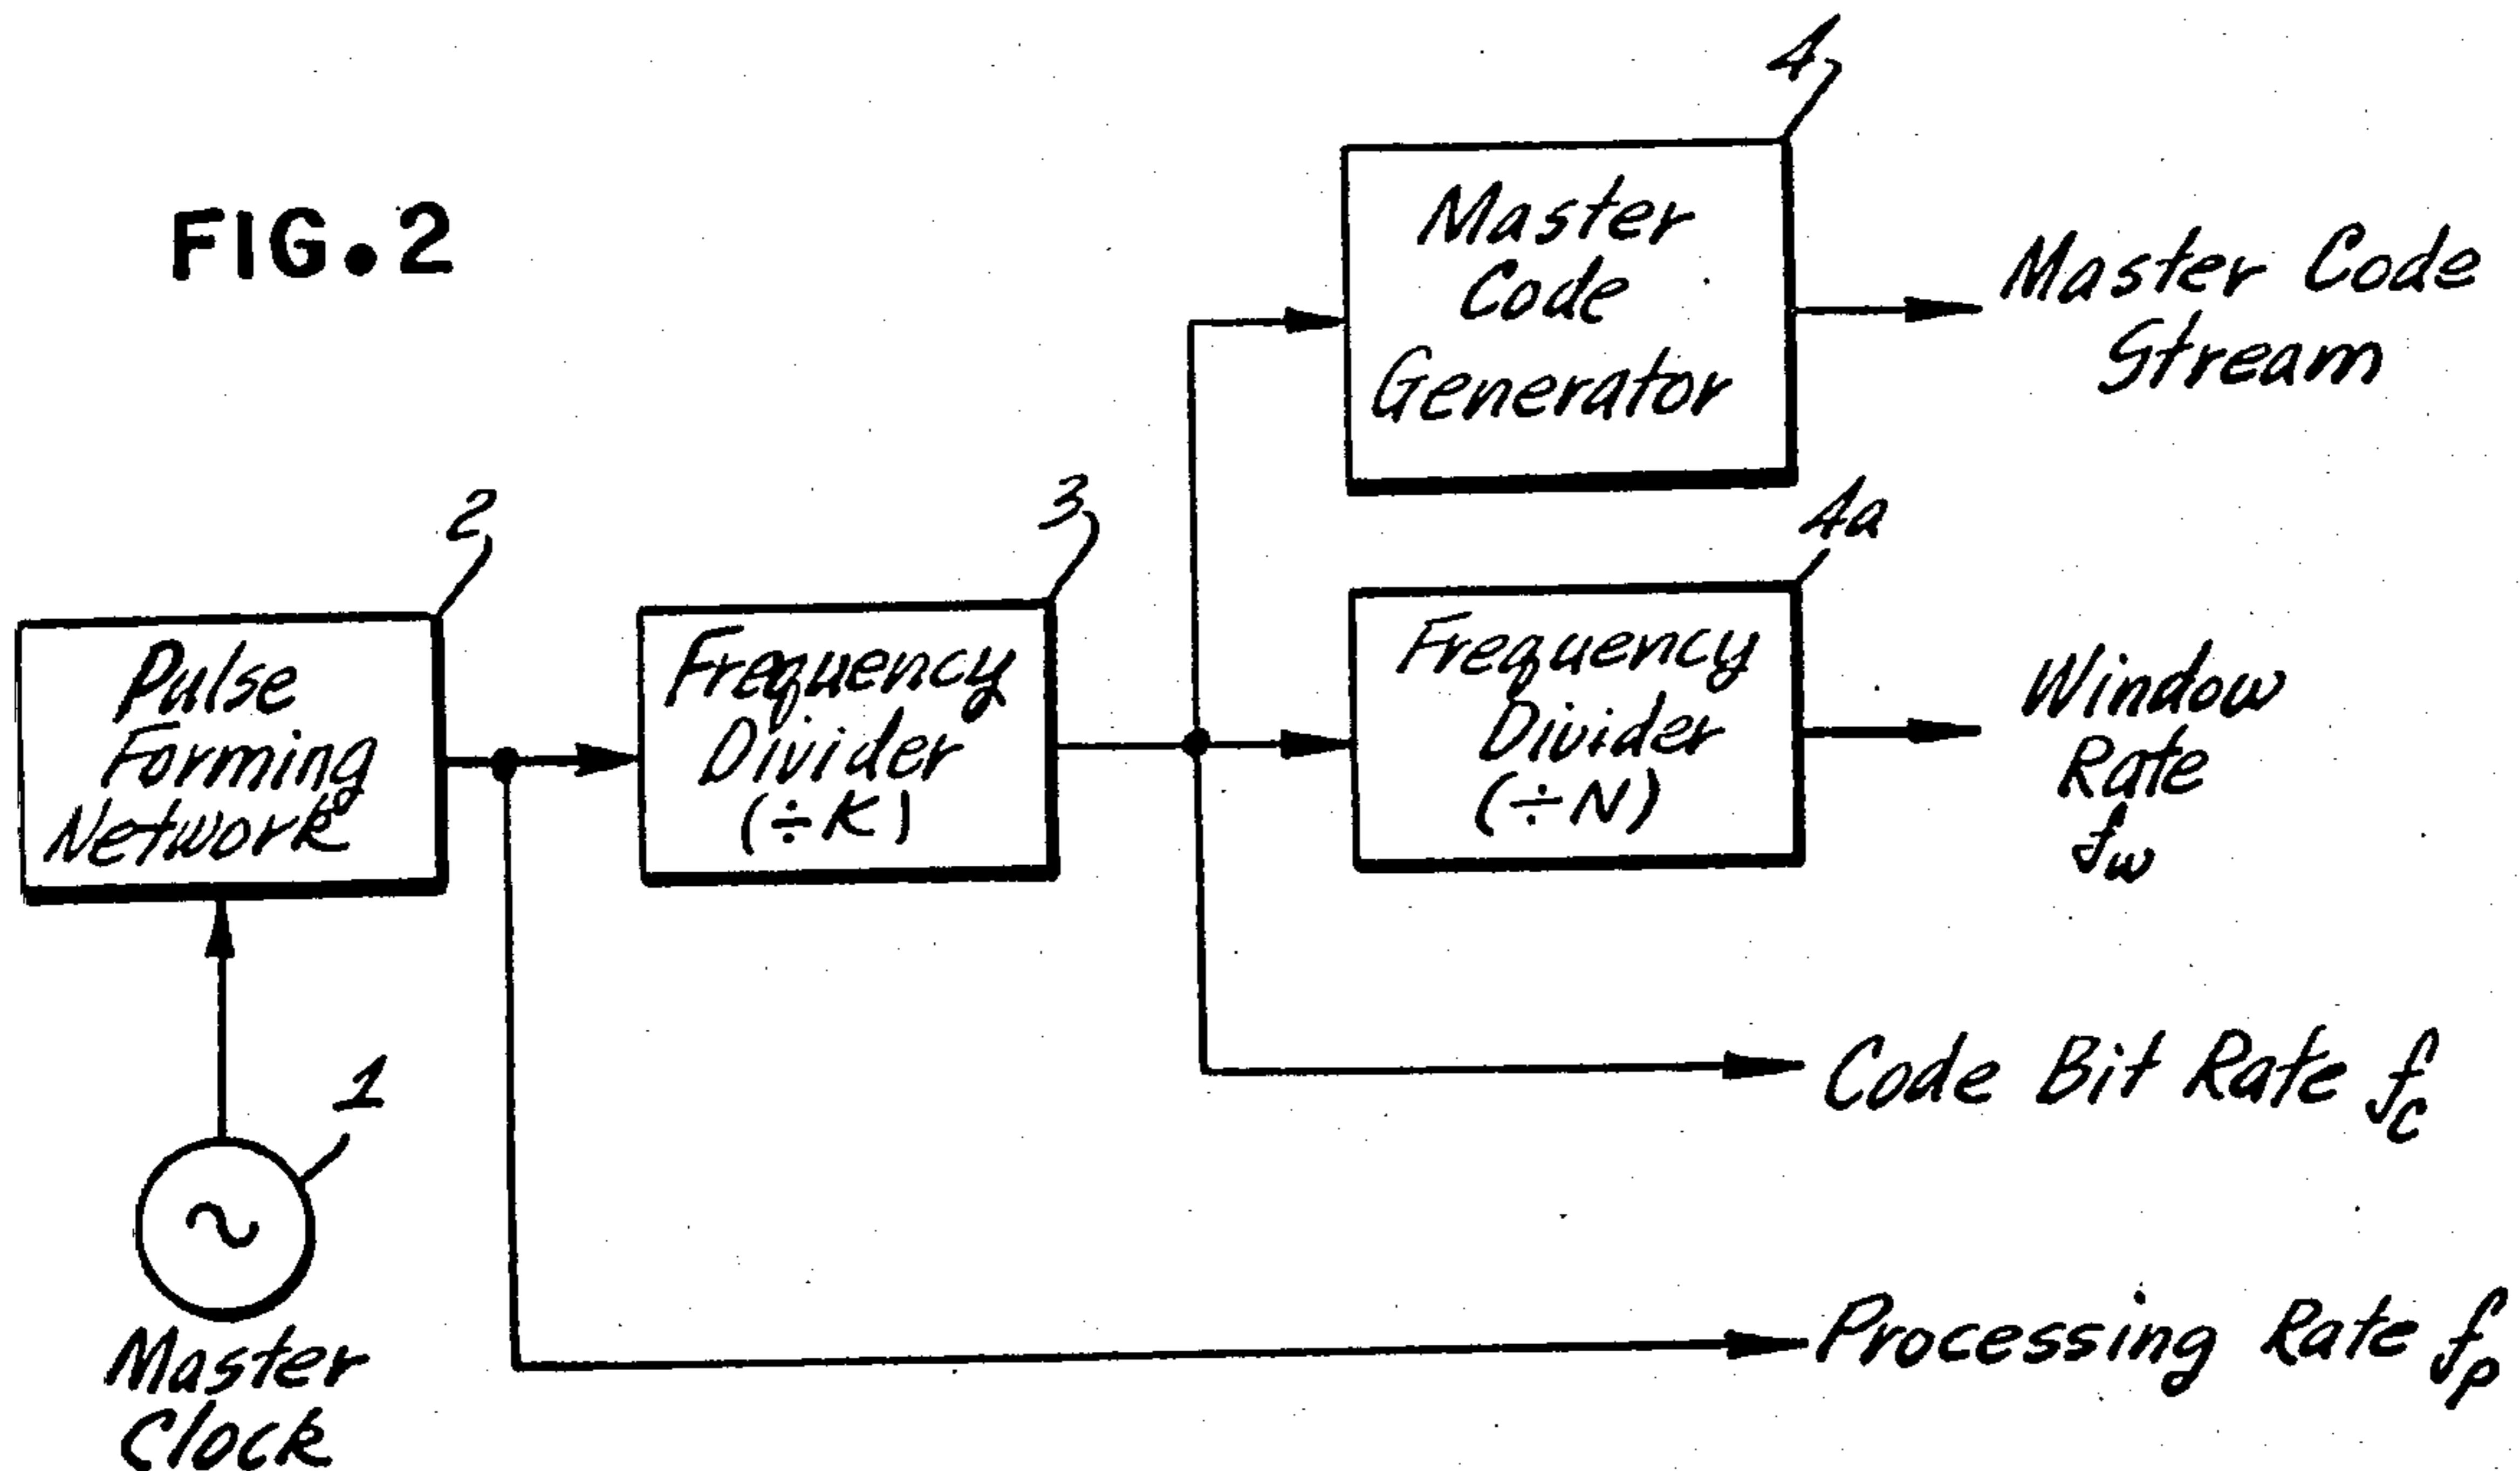 FIG. 2
4
Master
Code
Generator
Master Code
Stream
2
Pulse
Forming
Network
3
Frequency
Divider
(÷K)
4a
Frequency
Divider
(÷N)
Window
Rate
fw
Code Bit Rate fc
Processing Rate fp
1
~
Master
Clock